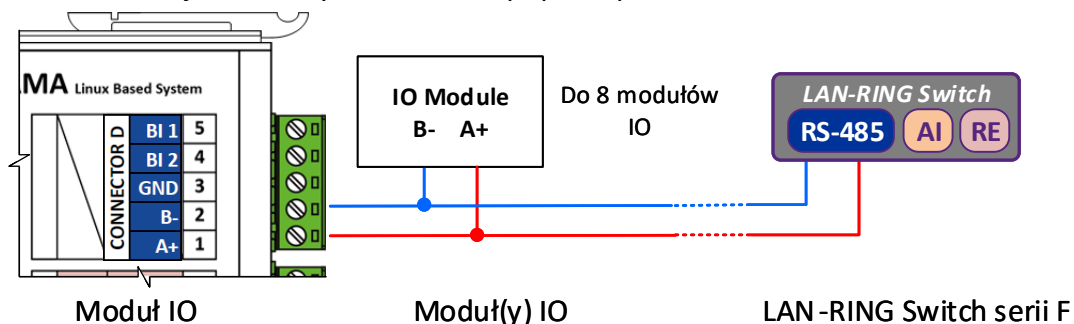 MA Linux Based System
CONNECTOR D
BI 1 5
BI 2 4
GND 3
B- 2
A+ 1
IO Module
B- A+
Do 8 modułów
IO
LAN-RING Switch
RS-485 AI RE
Moduł IO
Moduł(y) IO
LAN-RING Switch serii F